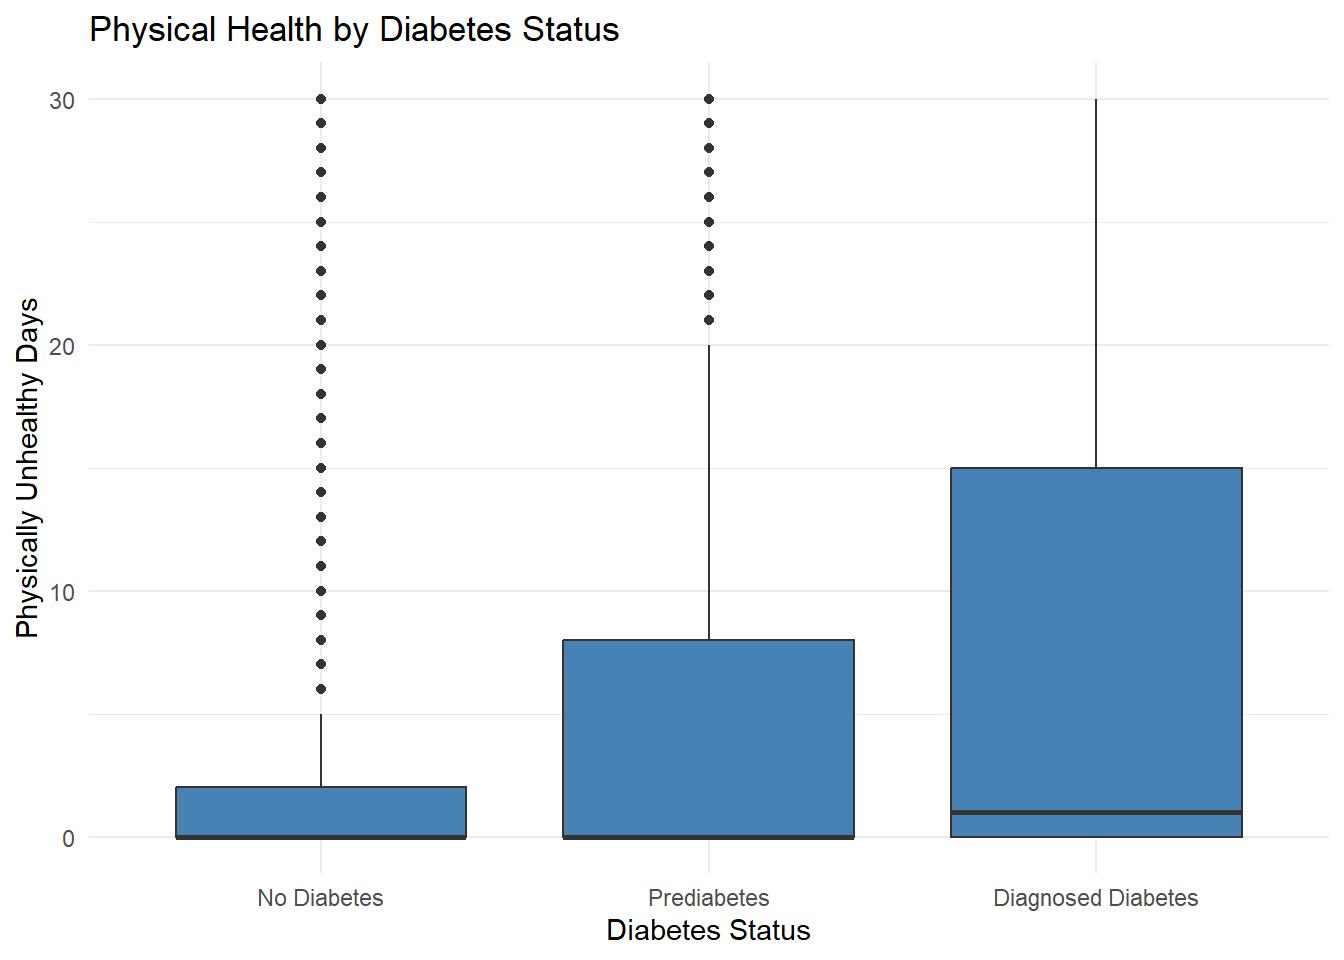 Physical Health by Diabetes Status
Physically Unhealthy Days
30
20
10
0
No Diabetes
Prediabetes
Diagnosed Diabetes
Diabetes Status